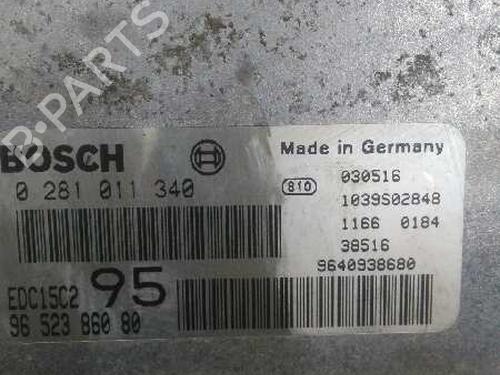 B-PARTS
BOSCH
0 281 011 340
EDC15C2 95
96 523 860 80
Made in Germany
810 030516
1039S02848
1166 0184
38516
9640938680